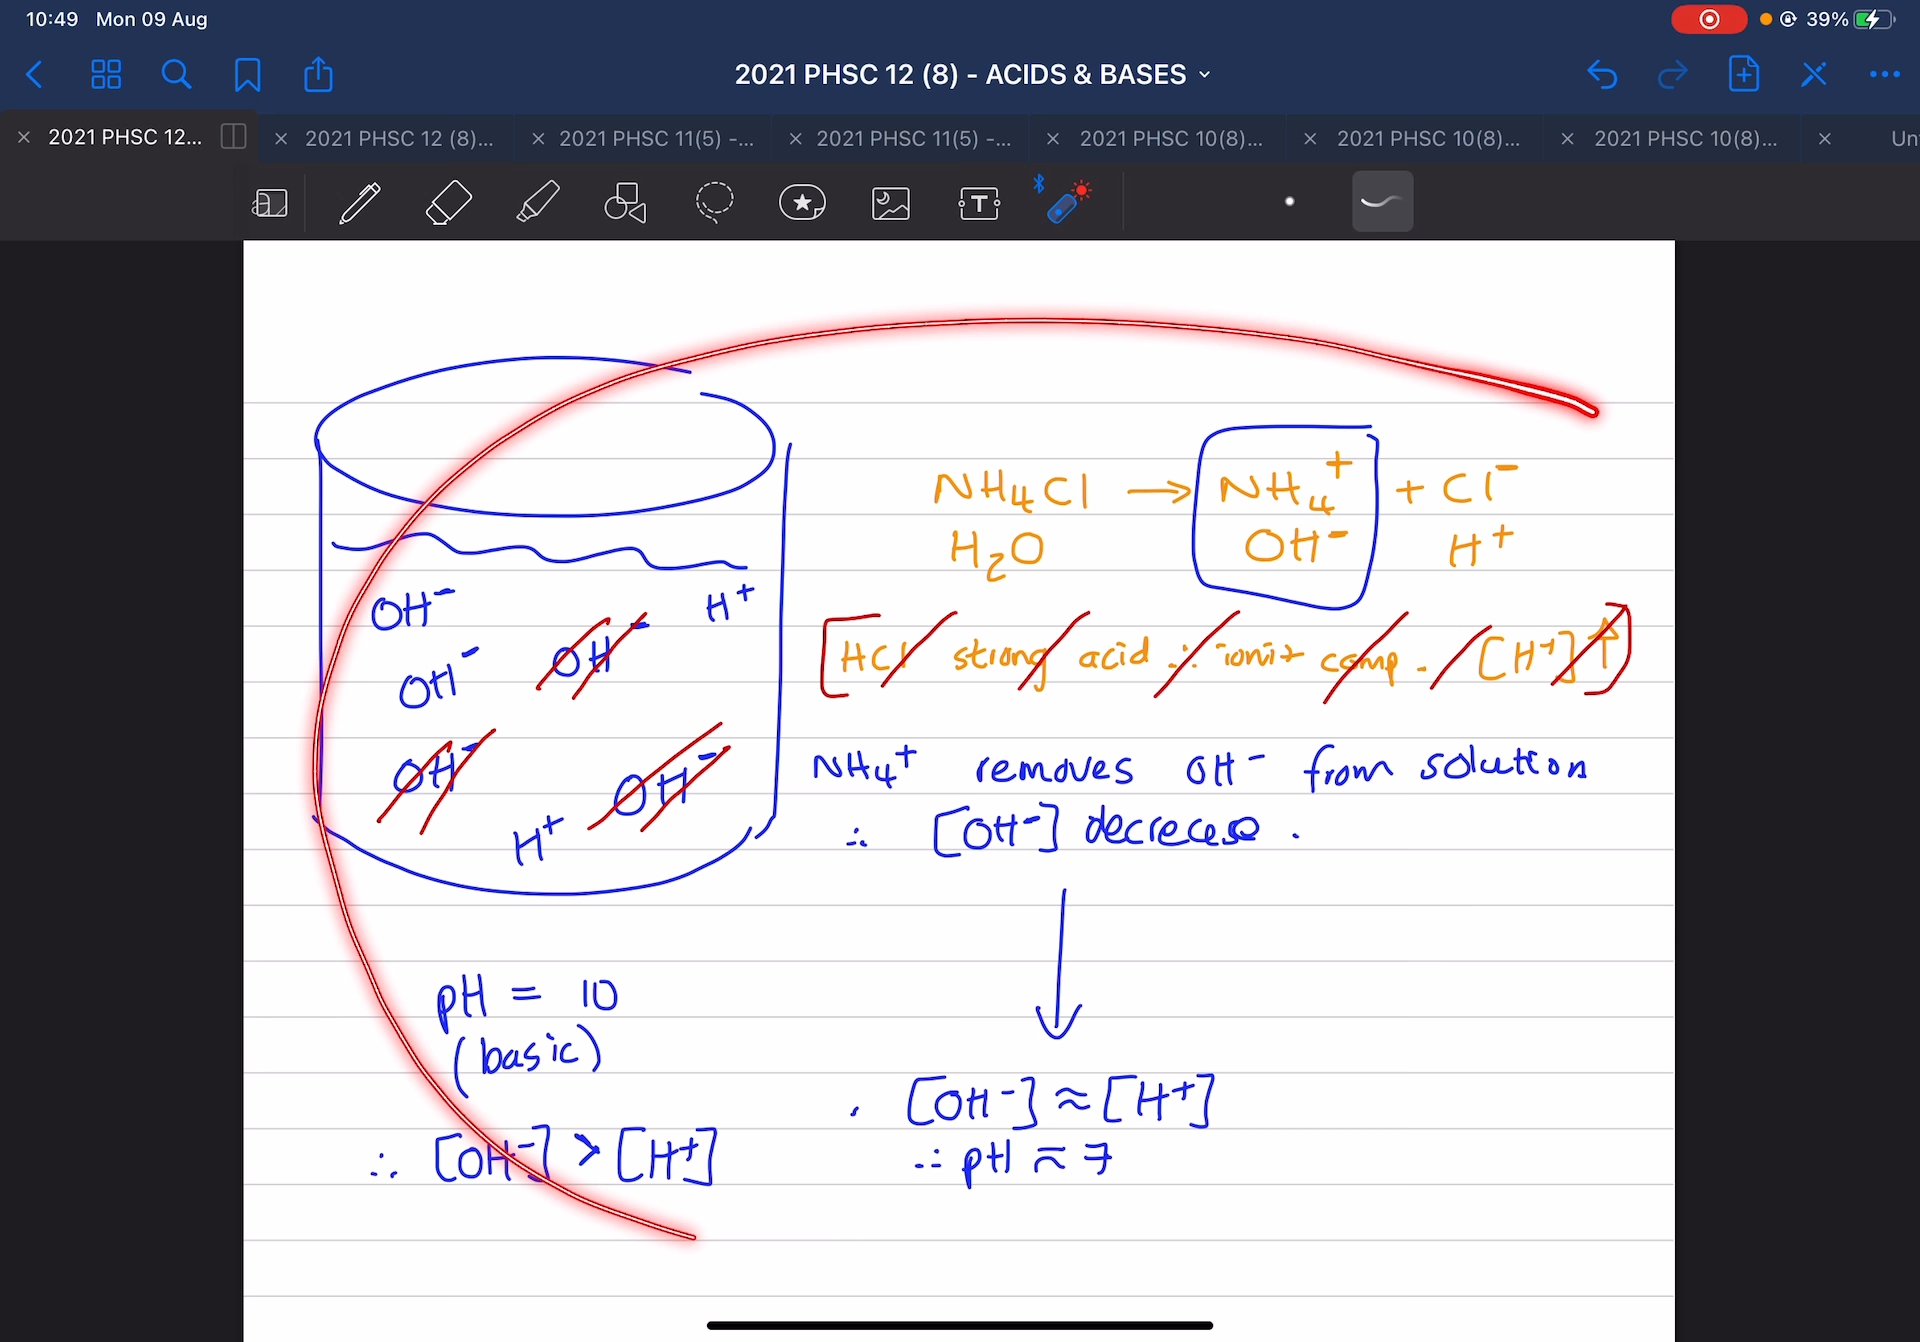 10:49 Mon 09 Aug 39%
2021 PHSC 12 (8) - ACIDS & BASES
2021 PHSC 12... 2021 PHSC 12 (8)... 2021 PHSC 11(5) -... 2021 PHSC 11(5) -... 2021 PHSC 10(8)... 2021 PHSC 10(8)... 2021 PHSC 10(8)... Un
NH₄Cl → NH₄⁺ + Cl⁻
H₂O OH⁻ H⁺
[HCl strong acid ∴ ionit comp. [H⁺]↑]
OH⁻ H⁺
OH⁻ OH⁻
OH⁻ OH⁻
H⁺
NH₄⁺ removes OH⁻ from solution
∴ [OH⁻] decrease.
pH = 10
(basic)
∴ [OH⁻] > [H⁺]
[OH⁻] ≈ [H⁺]
∴ pH ≈ 7